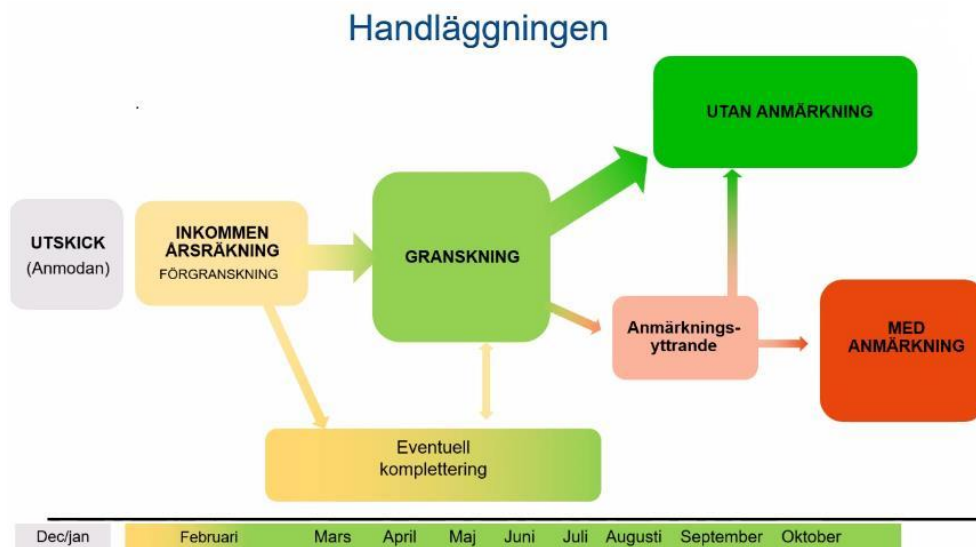 Handläggningen
UTAN ANMÄRKNING
UTSKICK
(Anmodan)
INKOMMEN
ÅRSRÄKNING
FÖRGRANSKNING
GRANSKNING
Anmärknings-
yttrande
MED
ANMÄRKNING
Eventuell
komplettering
Dec/jan Februari Mars April Maj Juni Juli Augusti September Oktober